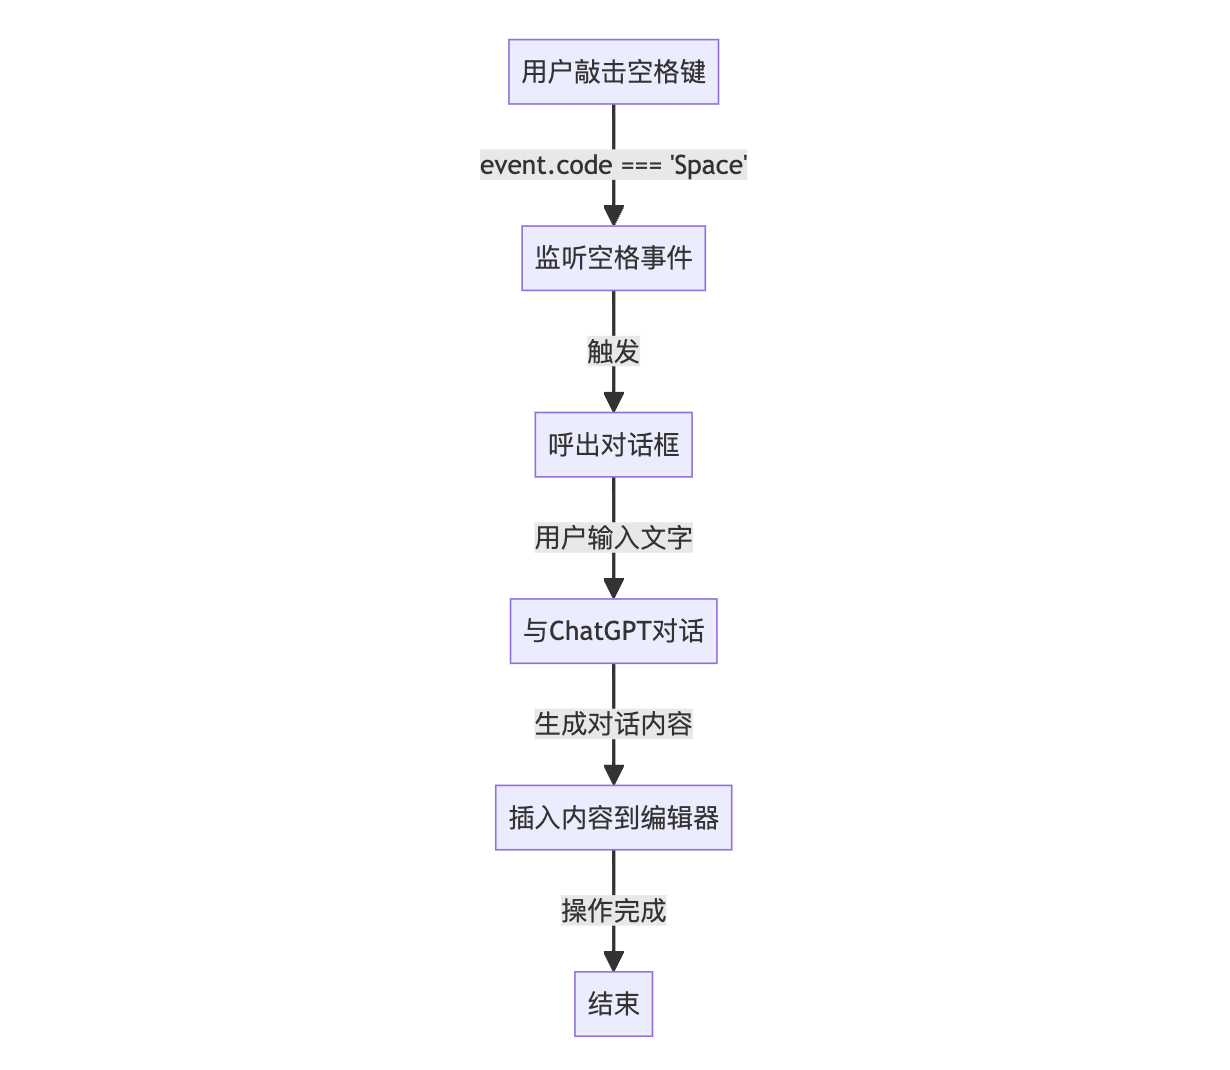 用户敲击空格键
event.code === 'Space'
监听空格事件
触发
呼出对话框
用户输入文字
与ChatGPT对话
生成对话内容
插入内容到编辑器
操作完成
结束